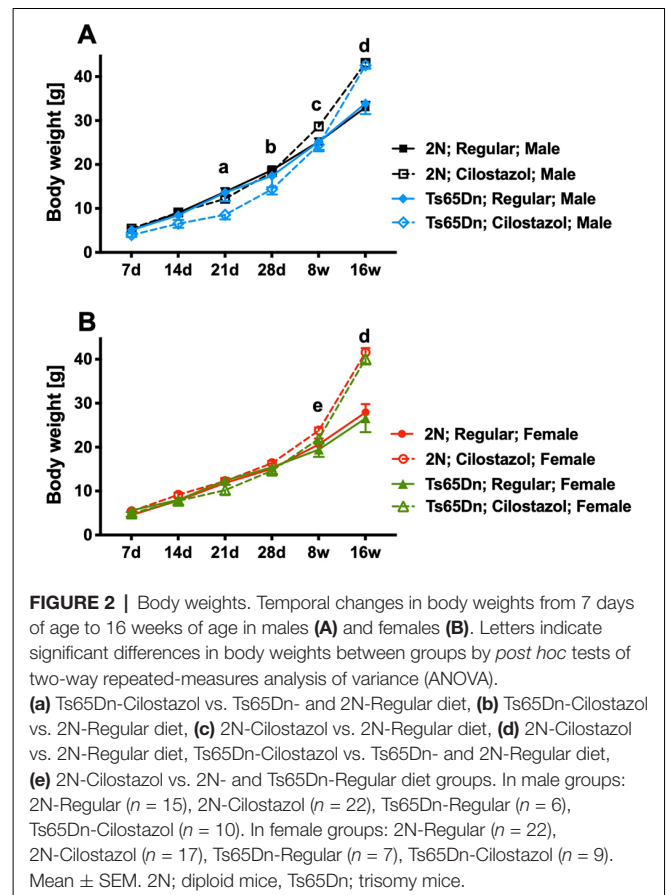 A
d
c
b
a
Body weight [g]
40
30
20
10
0
7d 14d 21d 28d 8w 16w
2N; Regular; Male
2N; Cilostazol; Male
Ts65Dn; Regular; Male
Ts65Dn; Cilostazol; Male
B
d
e
Body weight [g]
40
30
20
10
0
7d 14d 21d 28d 8w 16w
2N; Regular; Female
2N; Cilostazol; Female
Ts65Dn; Regular; Female
Ts65Dn; Cilostazol; Female
FIGURE 2 | Body weights. Temporal changes in body weights from 7 days
of age to 16 weeks of age in males (A) and females (B). Letters indicate
significant differences in body weights between groups by post hoc tests of
two-way repeated-measures analysis of variance (ANOVA).
(a) Ts65Dn-Cilostazol vs. Ts65Dn- and 2N-Regular diet, (b) Ts65Dn-Cilostazol
vs. 2N-Regular diet, (c) 2N-Cilostazol vs. 2N-Regular diet, (d) 2N-Cilostazol
vs. 2N-Regular diet, Ts65Dn-Cilostazol vs. Ts65Dn- and 2N-Regular diet,
(e) 2N-Cilostazol vs. 2N- and Ts65Dn-Regular diet groups. In male groups:
2N-Regular (n = 15), 2N-Cilostazol (n = 22), Ts65Dn-Regular (n = 6),
Ts65Dn-Cilostazol (n = 10). In female groups: 2N-Regular (n = 22),
2N-Cilostazol (n = 17), Ts65Dn-Regular (n = 7), Ts65Dn-Cilostazol (n = 9).
Mean ± SEM. 2N; diploid mice, Ts65Dn; trisomy mice.